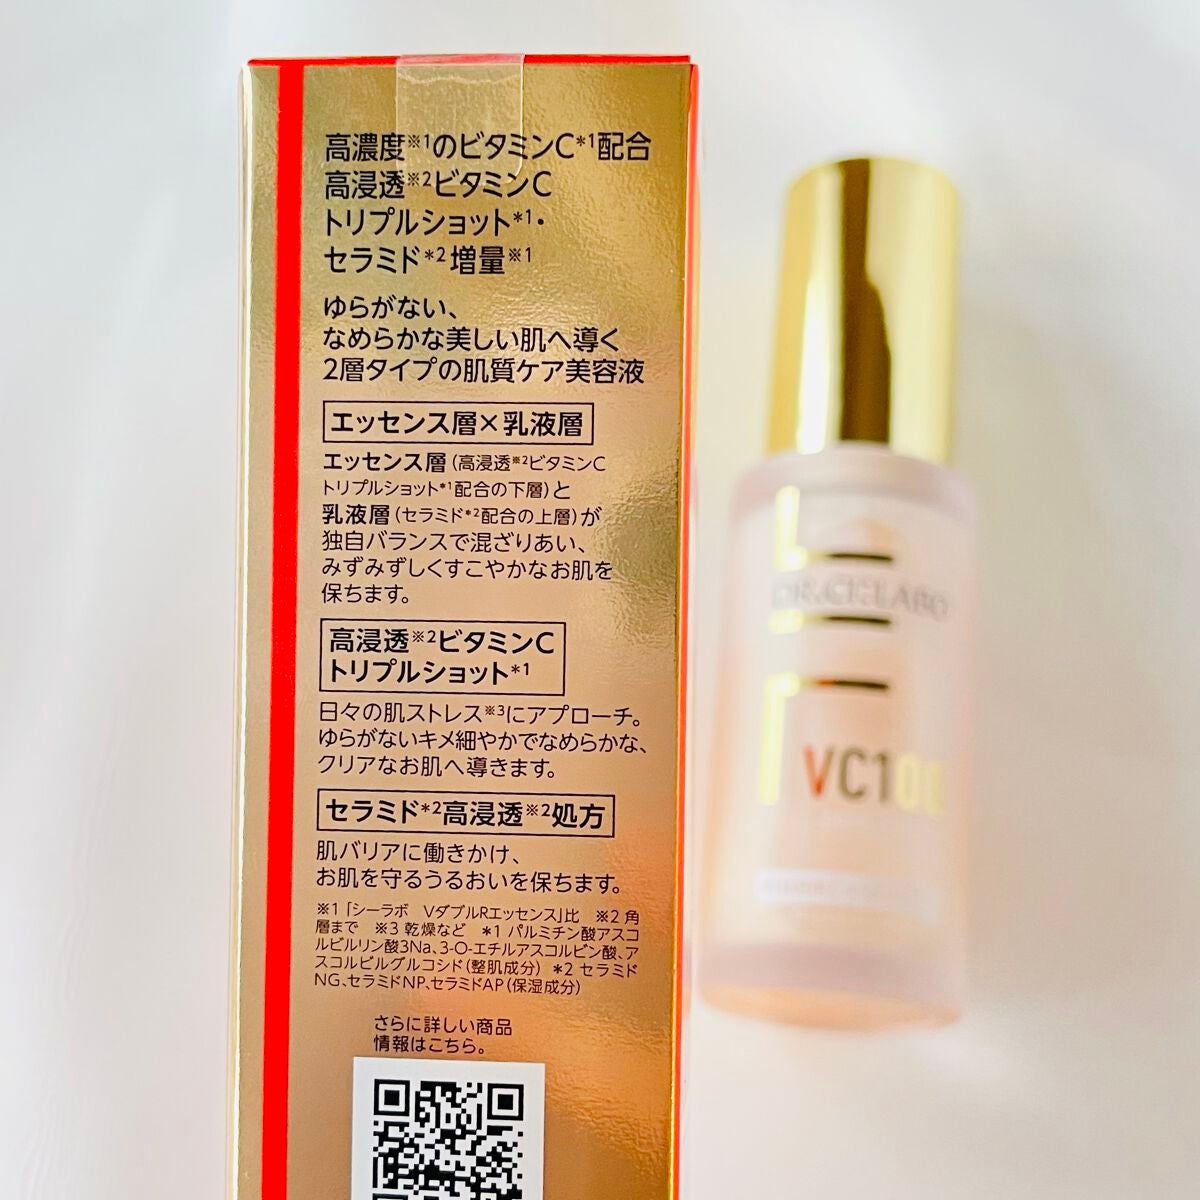 高濃度※1のビタミンC*1配合
高浸透※2ビタミンC
トリプルショット*1・
セラミド*2増量※1
ゆらがない、
なめらかな美しい肌へ導く
2層タイプの肌質ケア美容液
エッセンス層×乳液層
エッセンス層(高浸透※2ビタミンC
トリプルショット*1配合の下層)と
乳液層(セラミド*2配合の上層)が
独自バランスで混ざりあい、
みずみずしくすこやかなお肌を
保ちます。
高浸透※2ビタミンC
トリプルショット*1
日々の肌ストレス※3にアプローチ。
ゆらがないキメ細やかでなめらかな、
クリアなお肌へ導きます。
セラミド*2高浸透※2処方
肌バリアに働きかけ、
お肌を守るうるおいを保ちます。
※1「シーラボ VダブルRエッセンス」比 ※2 角
層まで ※3 乾燥など *1 パルミチン酸アスコ
ルビルリン酸3Na、3-O-エチルアスコルビン酸、ア
スコルビルグルコシド(整肌成分) *2 セラミド
NG、セラミドNP、セラミドAP(保湿成分)
さらに詳しい商品
情報はこちら。
DR.CI:LABO
VC100